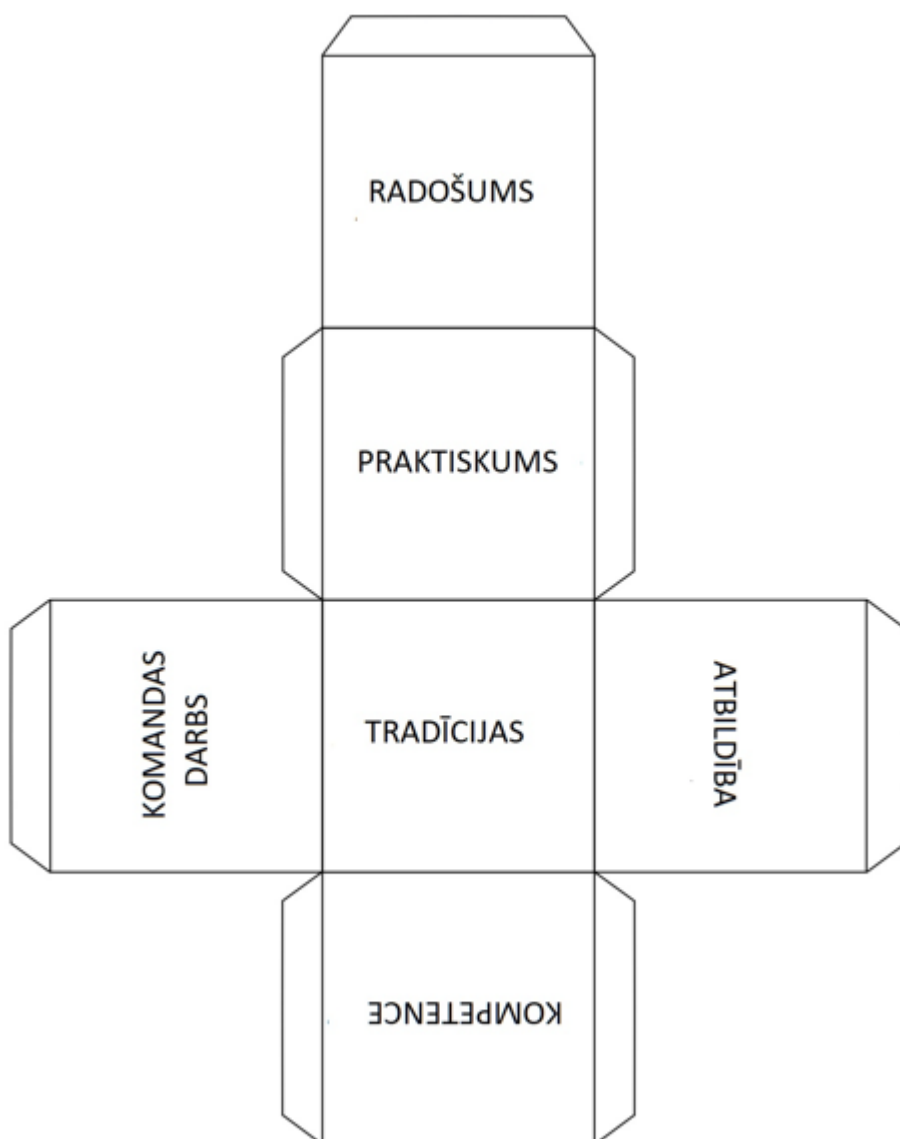 RADOŠUMS
PRAKTISKUMS
KOMANDAS
DARBS
TRADĪCIJAS
ATBILDĪBA
KOMPETENCE